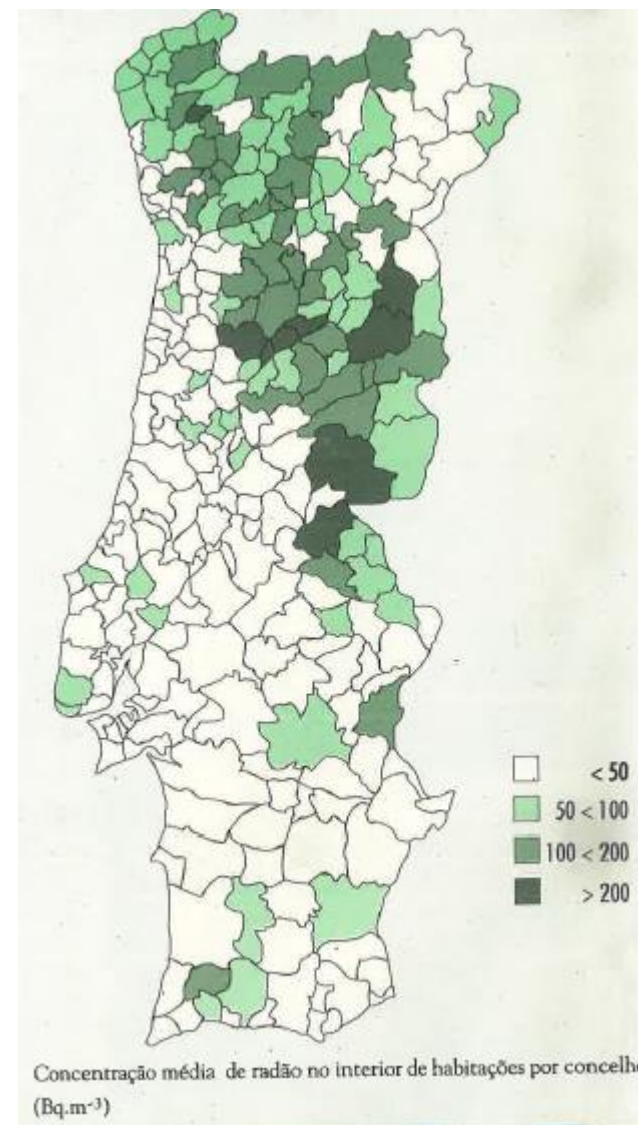 < 50
50 < 100
100 < 200
> 200
Concentração média de radão no interior de habitações por concelh
(Bq.m-³)